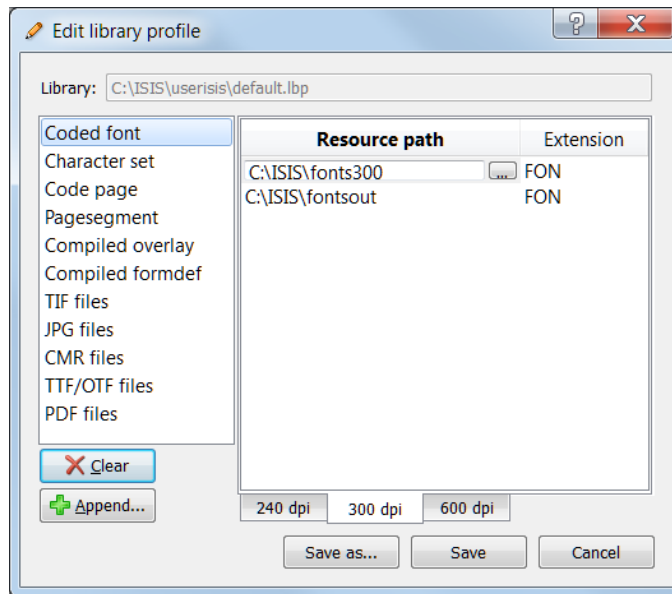 Edit library profile
Library: C:\ISIS\userisis\default.lbp
Coded font
Character set
Code page
Pagesegment
Compiled overlay
Compiled formdef
TIF files
JPG files
CMR files
TTF/OTF files
PDF files
Resource path Extension
C:\ISIS\fonts300 ... FON
C:\ISIS\fontsout FON
Clear
Append...
240 dpi 300 dpi 600 dpi
Save as... Save Cancel